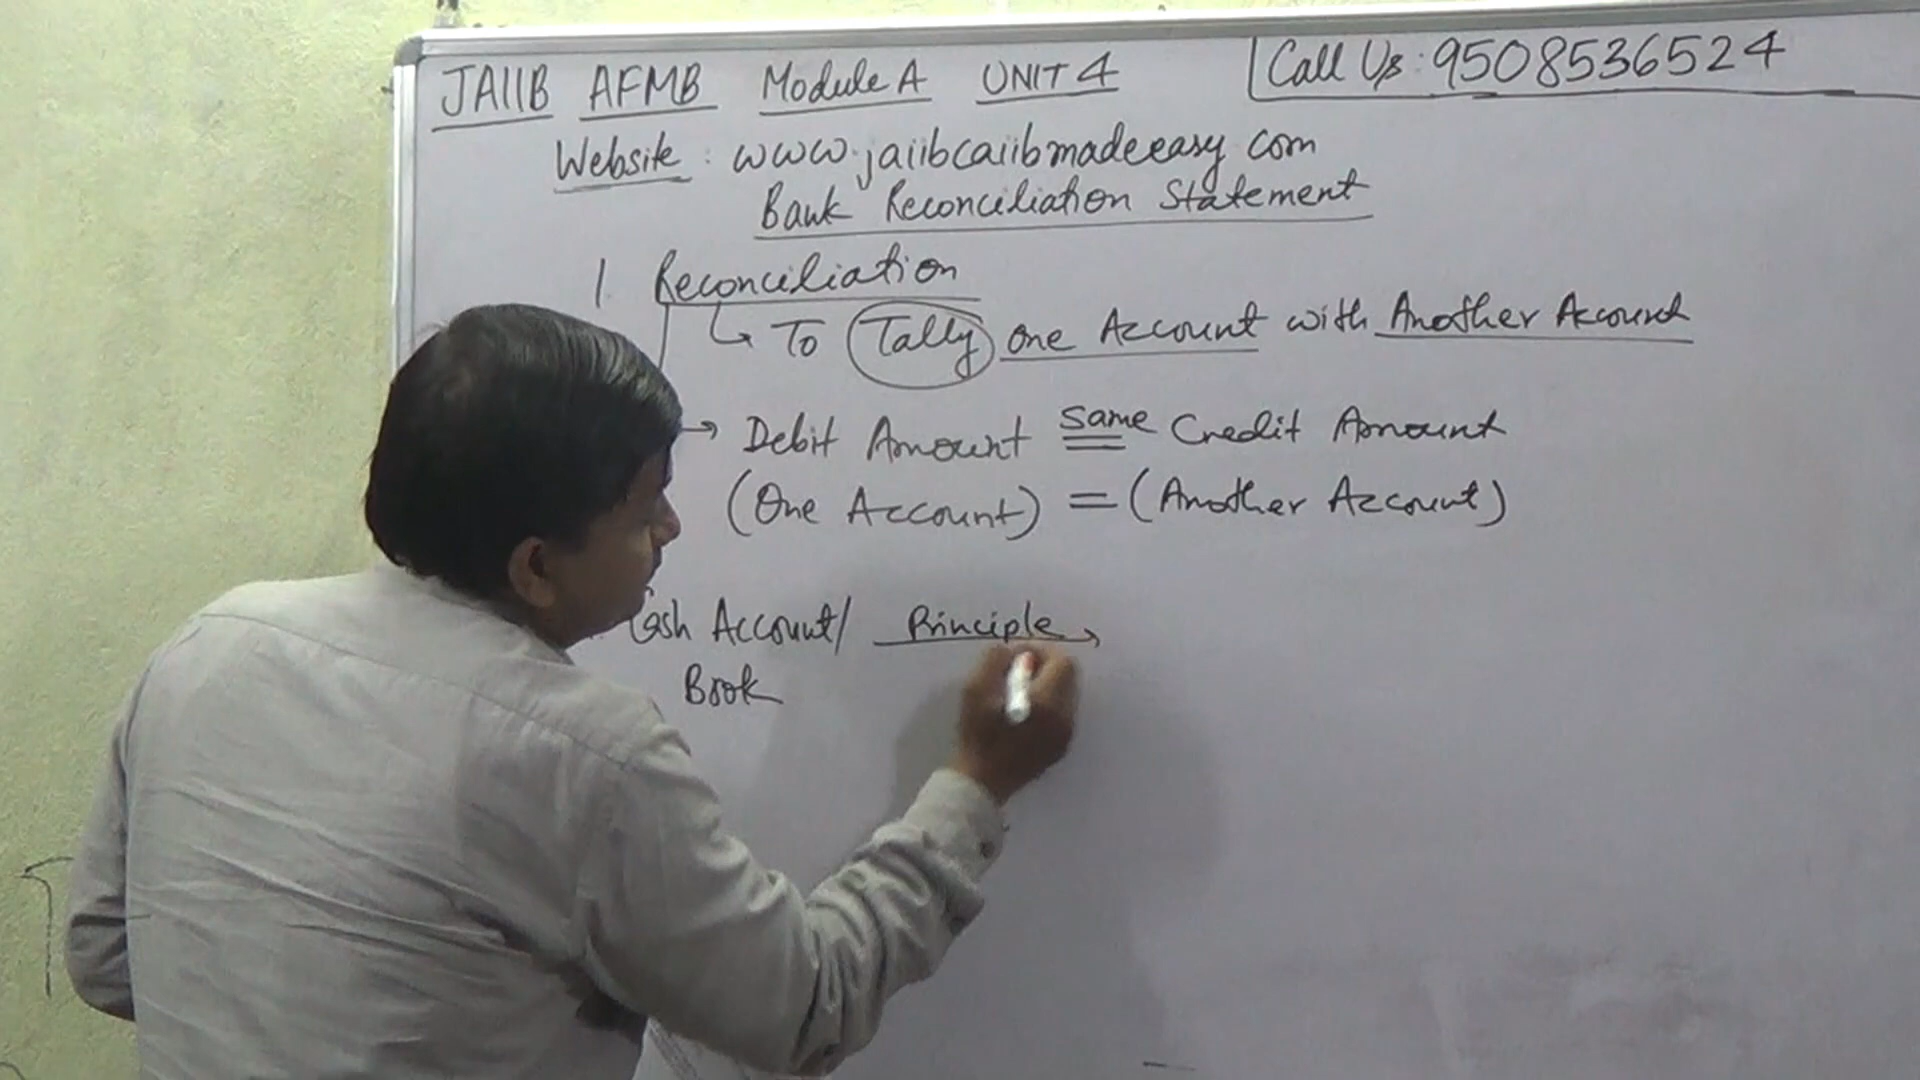 JAIIB AFMB Module A UNIT 4
Call Us: 9508536524
Website: www.jaiibcaiibmadeeasy com
Bank Reconciliation Statement
1. Reconciliation
To Tally one Account with Another Account
Debit Amount Same Credit Amount
(One Account) = (Another Account)
Cash Account/ Principle
Book